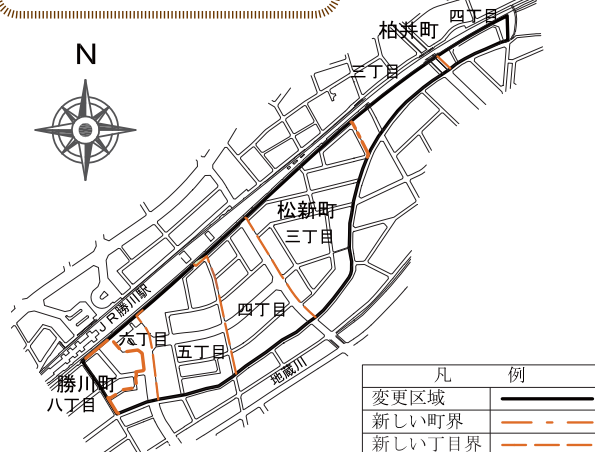 N
柏井町
四丁目
三丁目
松新町
三丁目
四丁目
五丁目
六丁目
JR勝川駅
勝川町
八丁目
地蔵川
凡 例
変更区域
新しい町界
新しい丁目界